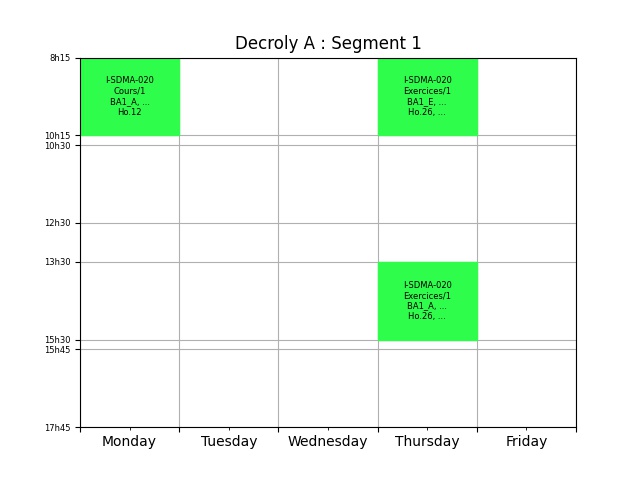 Decroly A : Segment 1
8h15
I-SDMA-020
Cours/1
BA1_A, ...
Ho.12
I-SDMA-020
Exercices/1
BA1_E, ...
Ho.26, ...
10h15
10h30
12h30
13h30
I-SDMA-020
Exercices/1
BA1_A, ...
Ho.26, ...
15h30
15h45
17h45
Monday Tuesday Wednesday Thursday Friday